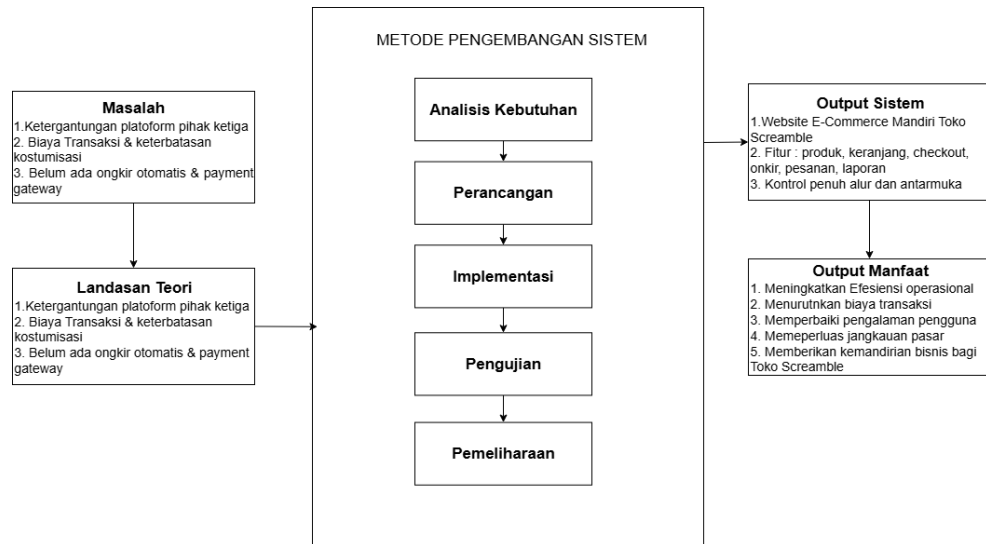 Masalah
1.Ketergantungan platoform pihak ketiga
2. Biaya Transaksi & keterbatasan
kostumisasi
3. Belum ada ongkir otomatis & payment
gateway
Landasan Teori
1.Ketergantungan platoform pihak ketiga
2. Biaya Transaksi & keterbatasan
kostumisasi
3. Belum ada ongkir otomatis & payment
gateway
METODE PENGEMBANGAN SISTEM
Analisis Kebutuhan
Perancangan
Implementasi
Pengujian
Pemeliharaan
Output Sistem
1.Website E-Commerce Mandiri Toko
Screamble
2. Fitur : produk, keranjang, checkout,
onkir, pesanan, laporan
3. Kontrol penuh alur dan antarmuka
Output Manfaat
1. Meningkatkan Efesiensi operasional
2. Menurutnkan biaya transaksi
3. Memperbaiki pengalaman pengguna
4. Memeperluas jangkauan pasar
5. Memberikan kemandirian bisnis bagi
Toko Screamble